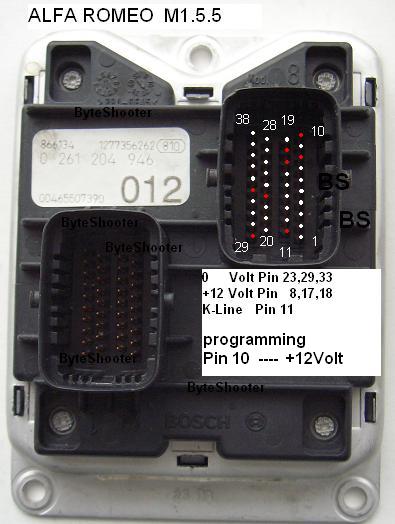 ALFA ROMEO M1.5.5
ByteShooter
866134 1277356262 810
0 261 204 946
012
00465507390
ByteShooter
ByteShooter
38 28 19 10
BS
BS
29 20 11 1
0 Volt Pin 23,29,33
+12 Volt Pin 8,17,18
K-Line Pin 11
programming
Pin 10 ---- +12Volt
ByteShooter
ByteShooter
BOSCH